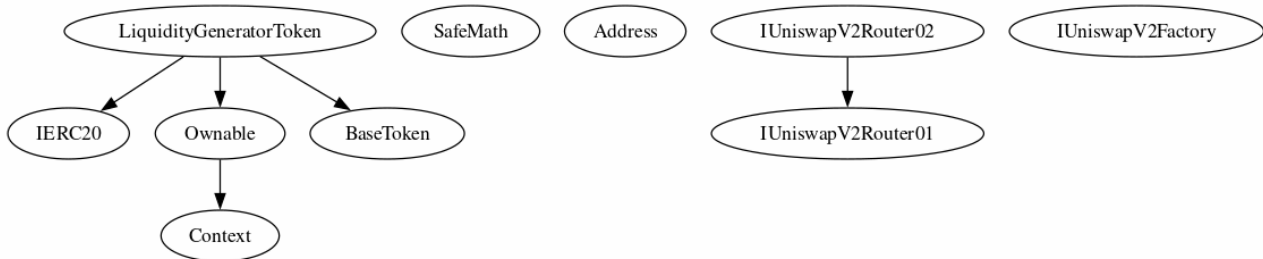 LiquidityGeneratorToken
SafeMath
Address
IUniswapV2Router02
IUniswapV2Factory
IERC20
Ownable
BaseToken
IUniswapV2Router01
Context